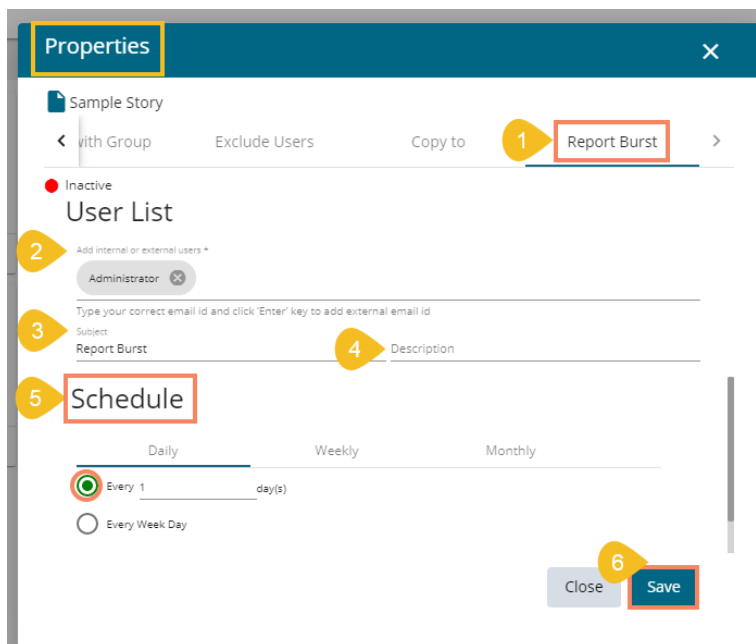 Properties
Sample Story
with Group Exclude Users Copy to 1 Report Burst
Inactive
User List
2 Add internal or external users *
Administrator
Type your correct email id and click 'Enter' key to add external email id
3 Subject
Report Burst 4 Description
5 Schedule
Daily Weekly Monthly
Every 1 day(s)
Every Week Day
6
Close Save